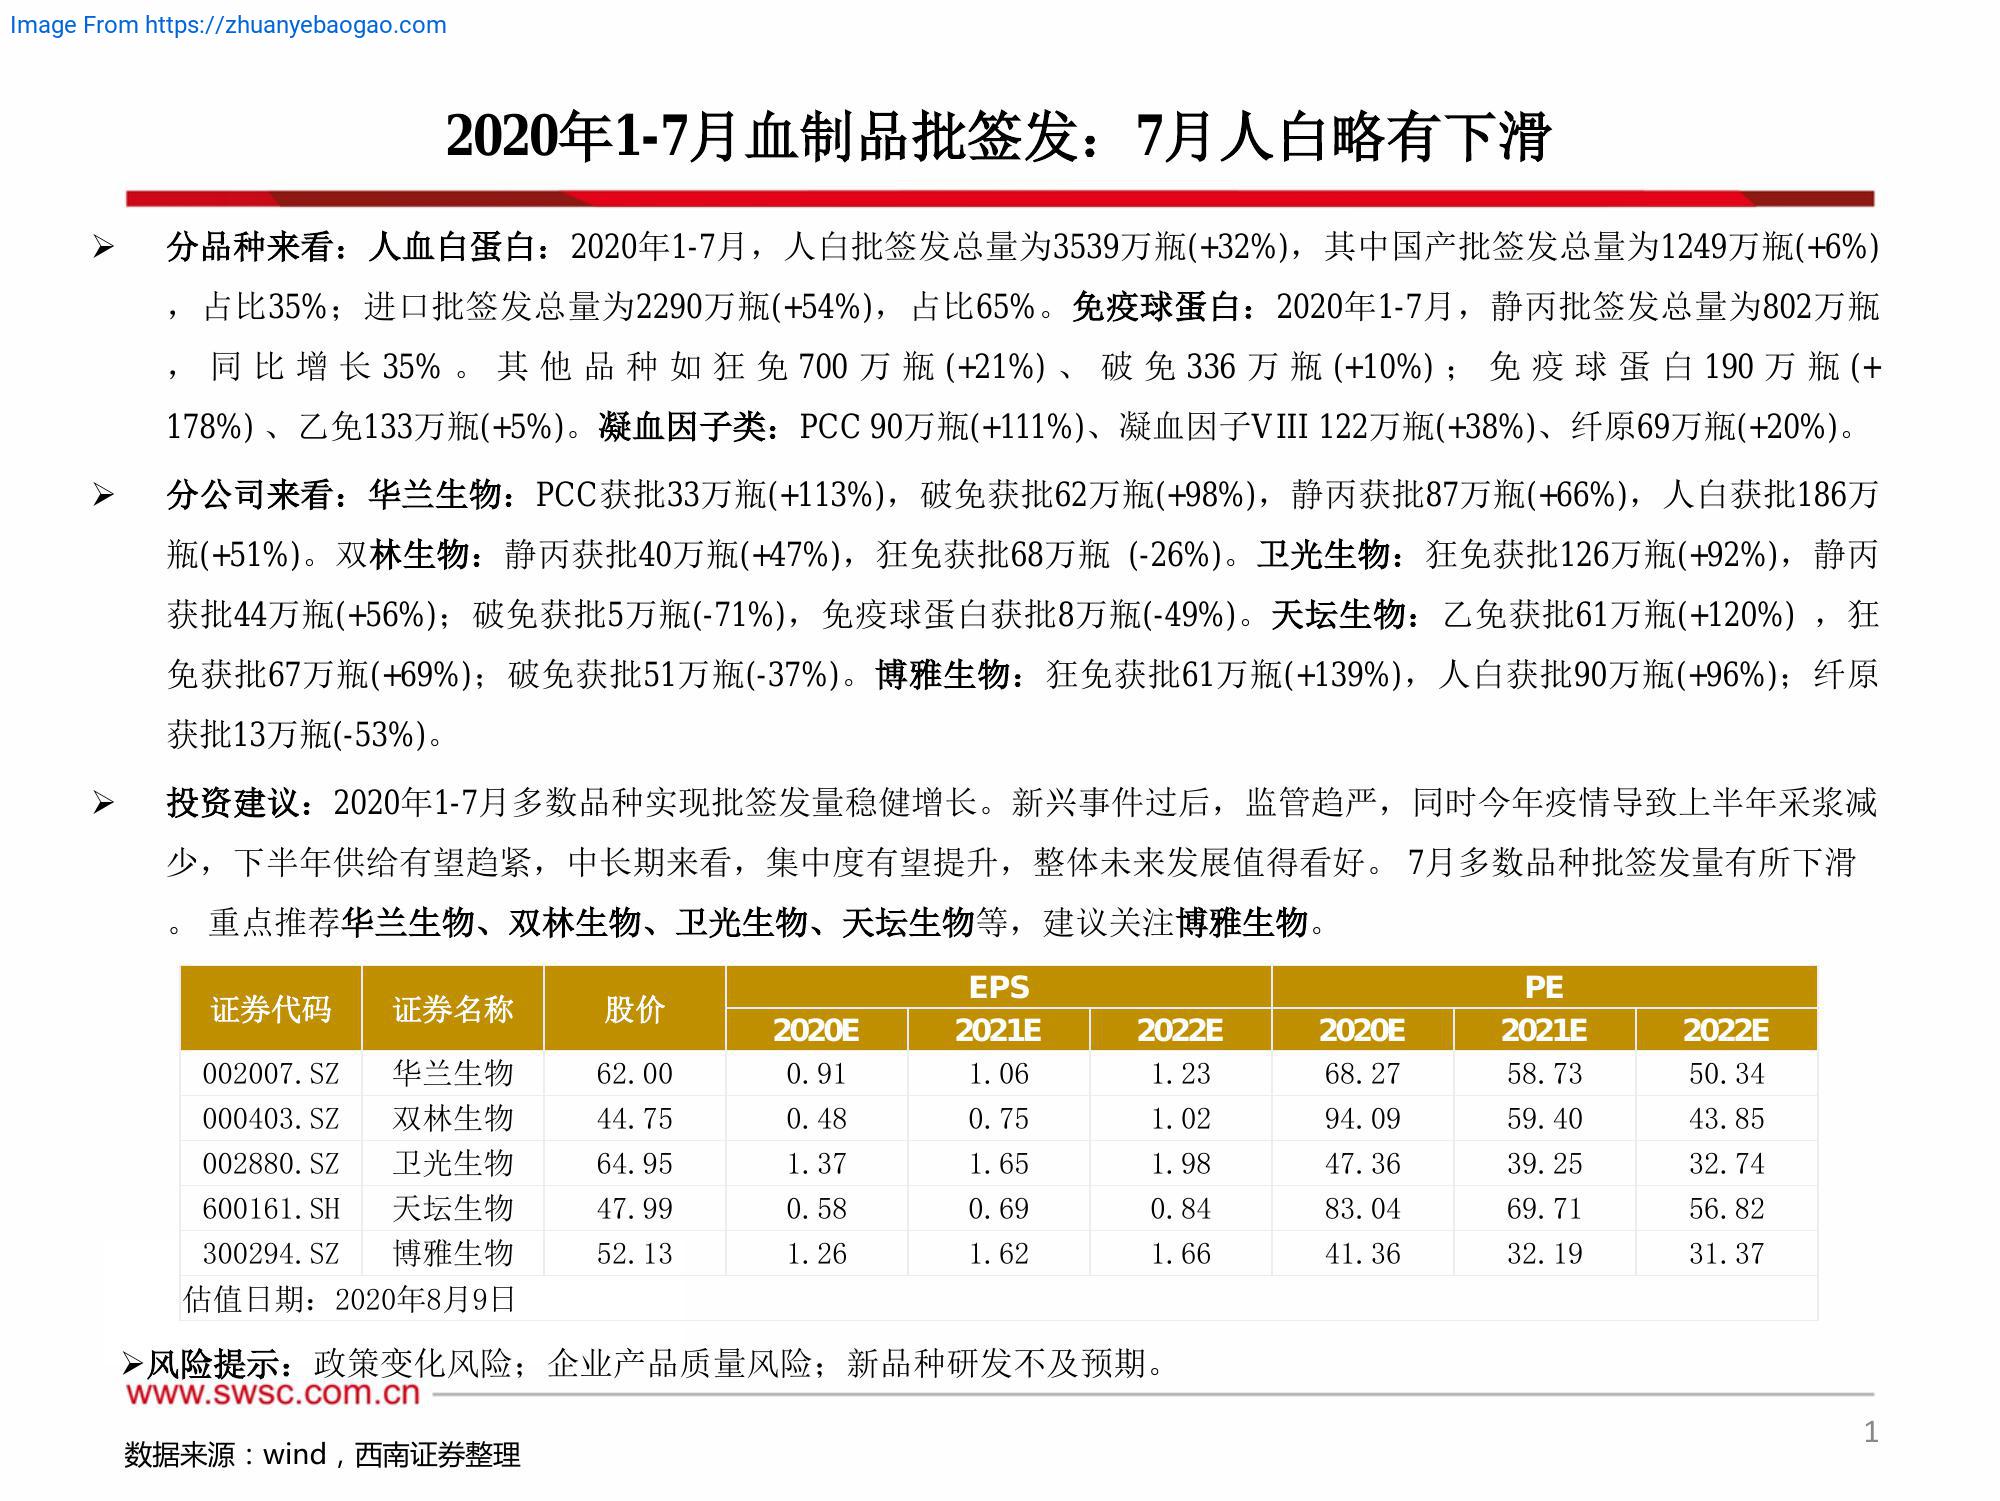 Image From https://zhuanyebaogao.com
2020年1-7月血制品批签发：7月人白略有下滑
➢ 分品种来看：人血白蛋白：2020年1-7月，人白批签发总量为3539万瓶(+32%)，其中国产批签发总量为1249万瓶(+6%)
，占比35%；进口批签发总量为2290万瓶(+54%)，占比65%。免疫球蛋白：2020年1-7月，静丙批签发总量为802万瓶
，同比增长35%。其他品种如狂免700万瓶(+21%)、破免336万瓶(+10%)；免疫球蛋白190万瓶(+
178%) 、乙免133万瓶(+5%)。凝血因子类：PCC 90万瓶(+111%)、凝血因子VIII 122万瓶(+38%)、纤原69万瓶(+20%)。
➢ 分公司来看：华兰生物：PCC获批33万瓶(+113%)，破免获批62万瓶(+98%)，静丙获批87万瓶(+66%)，人白获批186万
瓶(+51%)。双林生物：静丙获批40万瓶(+47%)，狂免获批68万瓶 (-26%)。卫光生物：狂免获批126万瓶(+92%)，静丙
获批44万瓶(+56%)；破免获批5万瓶(-71%)，免疫球蛋白获批8万瓶(-49%)。天坛生物：乙免获批61万瓶(+120%) ，狂
免获批67万瓶(+69%)；破免获批51万瓶(-37%)。博雅生物：狂免获批61万瓶(+139%)，人白获批90万瓶(+96%)；纤原
获批13万瓶(-53%)。
➢ 投资建议：2020年1-7月多数品种实现批签发量稳健增长。新兴事件过后，监管趋严，同时今年疫情导致上半年采浆减
少，下半年供给有望趋紧，中长期来看，集中度有望提升，整体未来发展值得看好。 7月多数品种批签发量有所下滑
。 重点推荐华兰生物、双林生物、卫光生物、天坛生物等，建议关注博雅生物。
证券代码 证券名称 股价 EPS PE
2020E 2021E 2022E 2020E 2021E 2022E
002007.SZ 华兰生物 62.00 0.91 1.06 1.23 68.27 58.73 50.34
000403.SZ 双林生物 44.75 0.48 0.75 1.02 94.09 59.40 43.85
002880.SZ 卫光生物 64.95 1.37 1.65 1.98 47.36 39.25 32.74
600161.SH 天坛生物 47.99 0.58 0.69 0.84 83.04 69.71 56.82
300294.SZ 博雅生物 52.13 1.26 1.62 1.66 41.36 32.19 31.37
估值日期：2020年8月9日
➢风险提示：政策变化风险；企业产品质量风险；新品种研发不及预期。
www.swsc.com.cn
1
数据来源：wind，西南证券整理